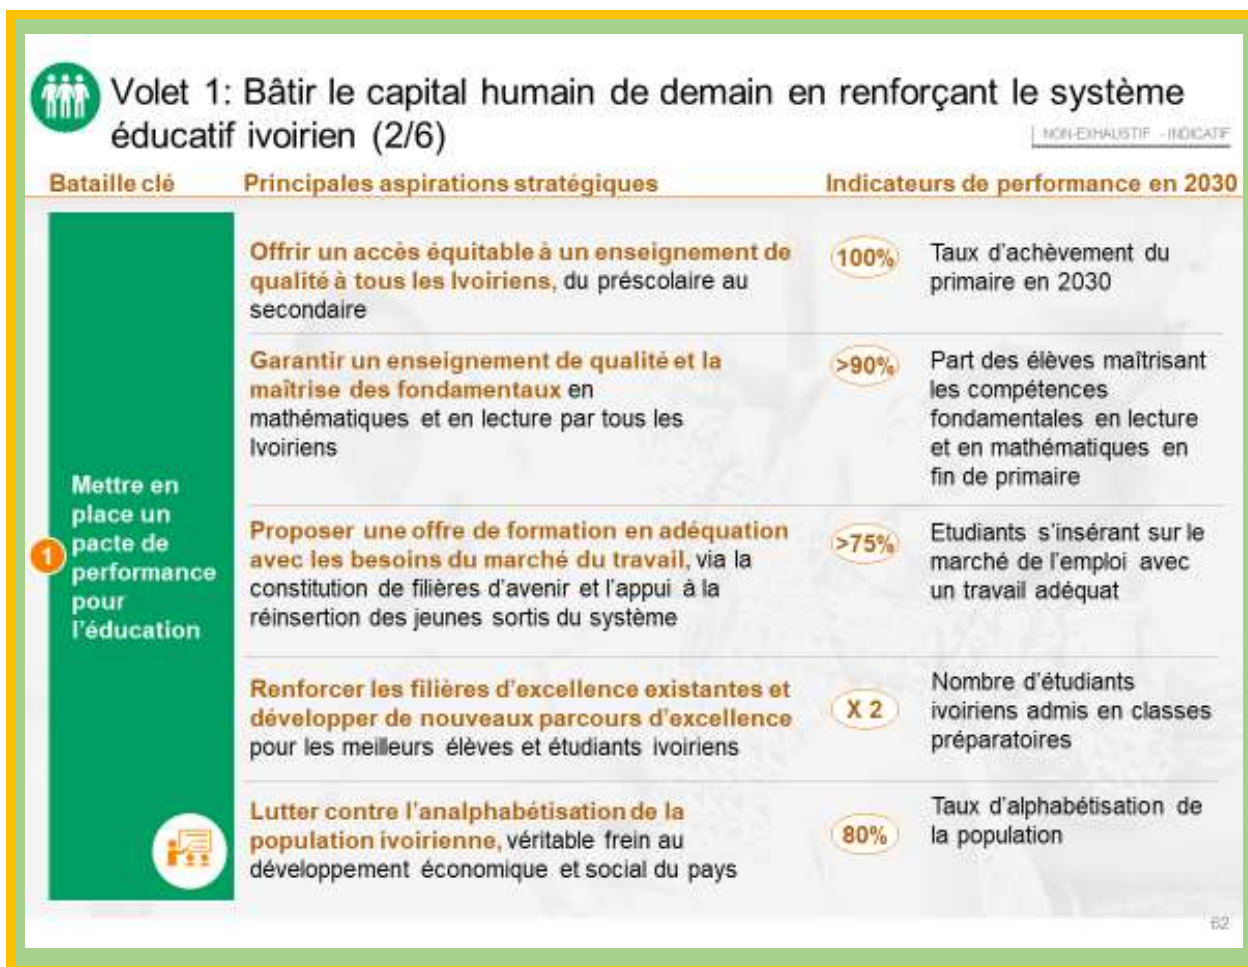 Volet 1: Bâtir le capital humain de demain en renforçant le système
éducatif ivoirien (2/6)
NON-EXHAUSTIF - INDICATIF
Bataille clé
Principales aspirations stratégiques
Indicateurs de performance en 2030
1
Mettre en
place un
pacte de
performance
pour
l'éducation
Offrir un accès équitable à un enseignement de
qualité à tous les Ivoiriens, du préscolaire au
secondaire
100%
Taux d'achèvement du
primaire en 2030
Garantir un enseignement de qualité et la
maîtrise des fondamentaux en
mathématiques et en lecture par tous les
Ivoiriens
>90%
Part des élèves maîtrisant
les compétences
fondamentales en lecture
et en mathématiques en
fin de primaire
Proposer une offre de formation en adéquation
avec les besoins du marché du travail, via la
constitution de filières d'avenir et l'appui à la
réinsertion des jeunes sortis du système
>75%
Etudiants s'insérant sur le
marché de l'emploi avec
un travail adéquat
Renforcer les filières d'excellence existantes et
développer de nouveaux parcours d'excellence
pour les meilleurs élèves et étudiants ivoiriens
X 2
Nombre d'étudiants
ivoiriens admis en classes
préparatoires
Lutter contre l'analphabétisation de la
population ivoirienne, véritable frein au
développement économique et social du pays
80%
Taux d'alphabétisation de
la population
62